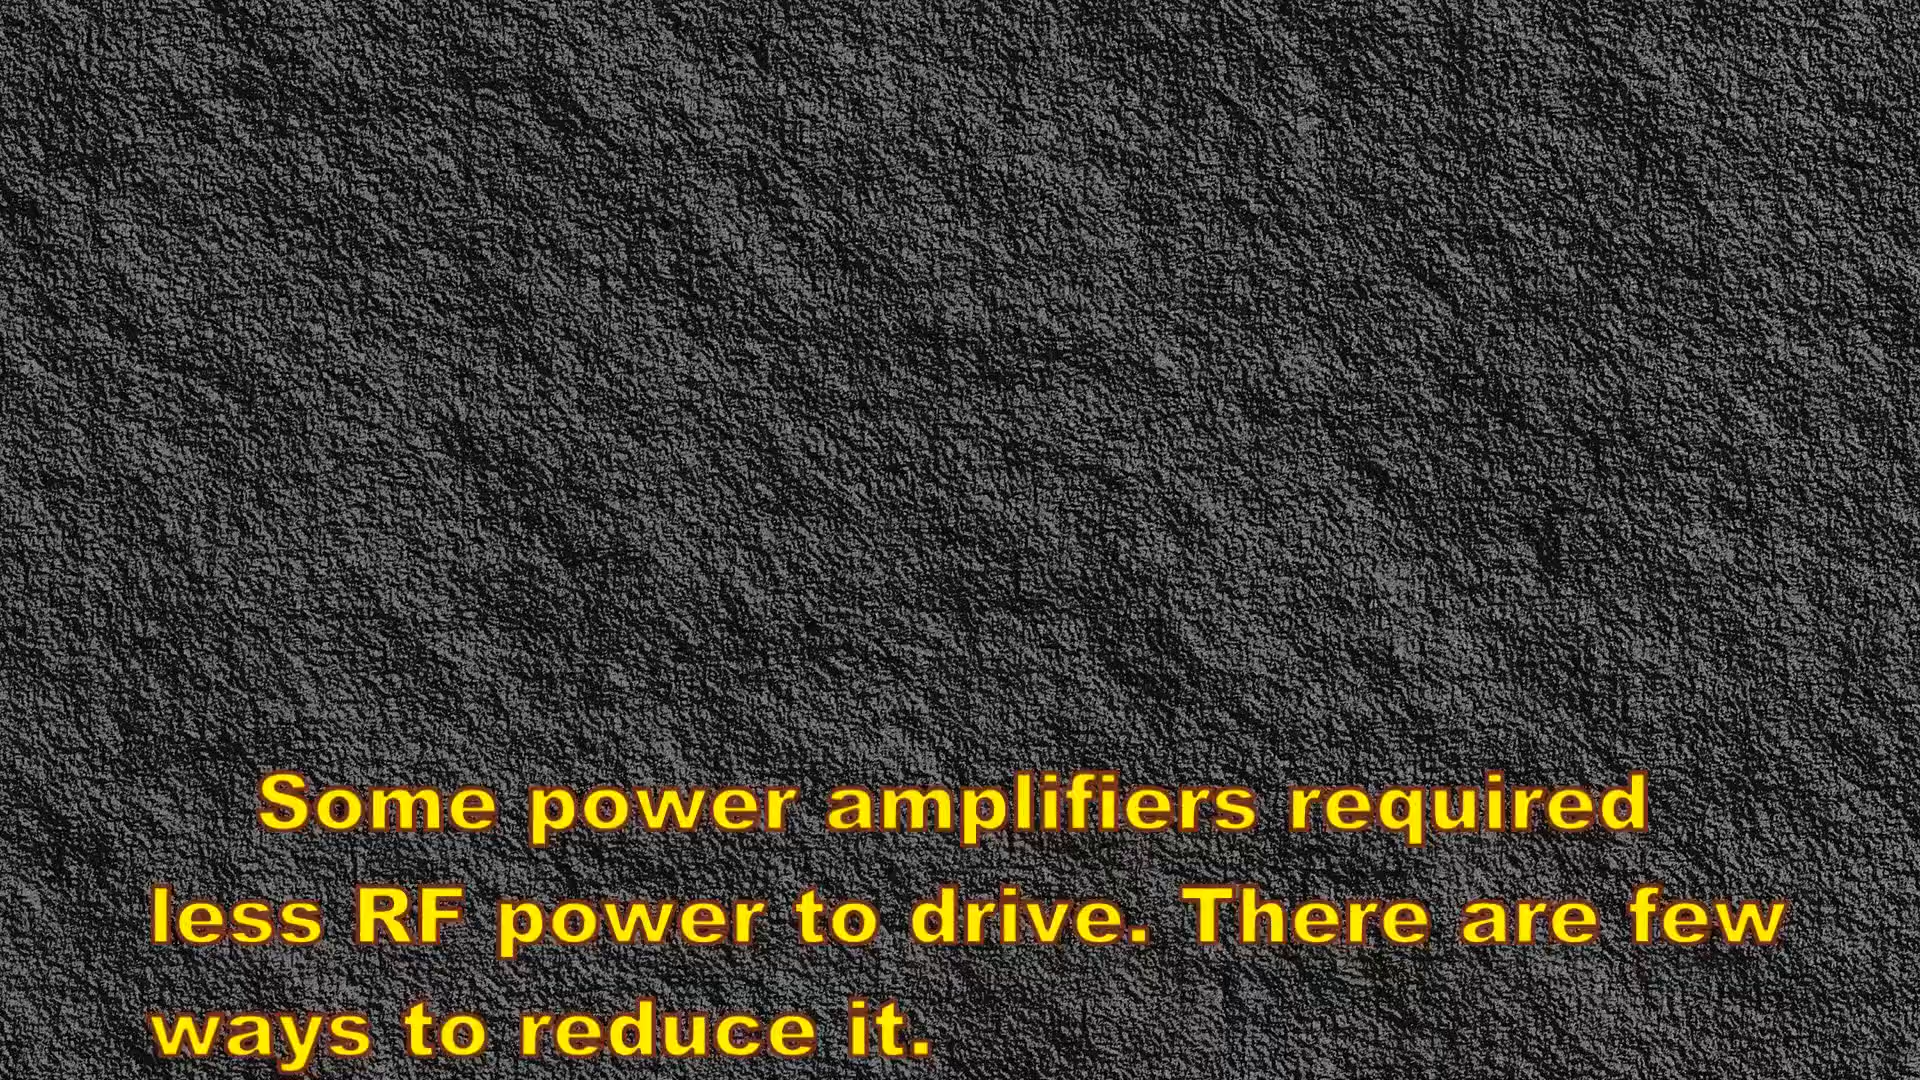 Some power amplifiers required
less RF power to drive. There are few
ways to reduce it.